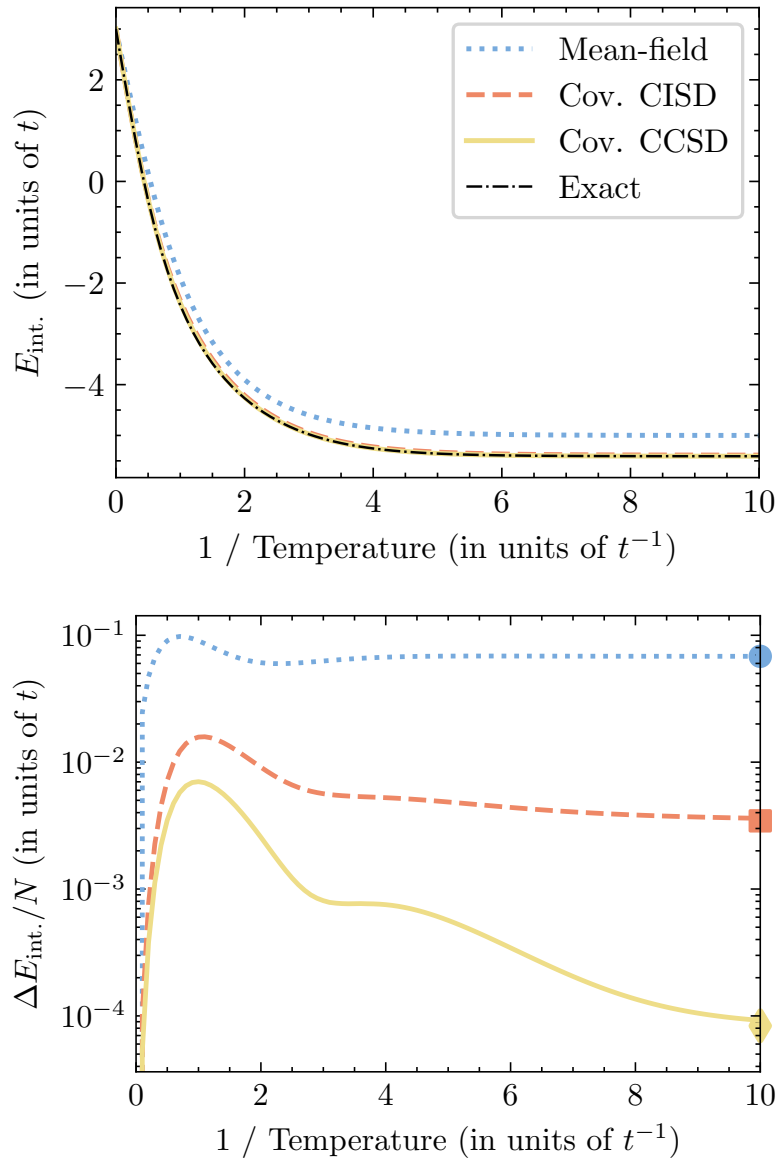 2
0
−2
−4
E_int. (in units of t)
Mean-field
Cov. CISD
Cov. CCSD
Exact
0 2 4 6 8 10
1 / Temperature (in units of t^−1)
10^−1
10^−2
10^−3
10^−4
ΔE_int./N (in units of t)
0 2 4 6 8 10
1 / Temperature (in units of t^−1)